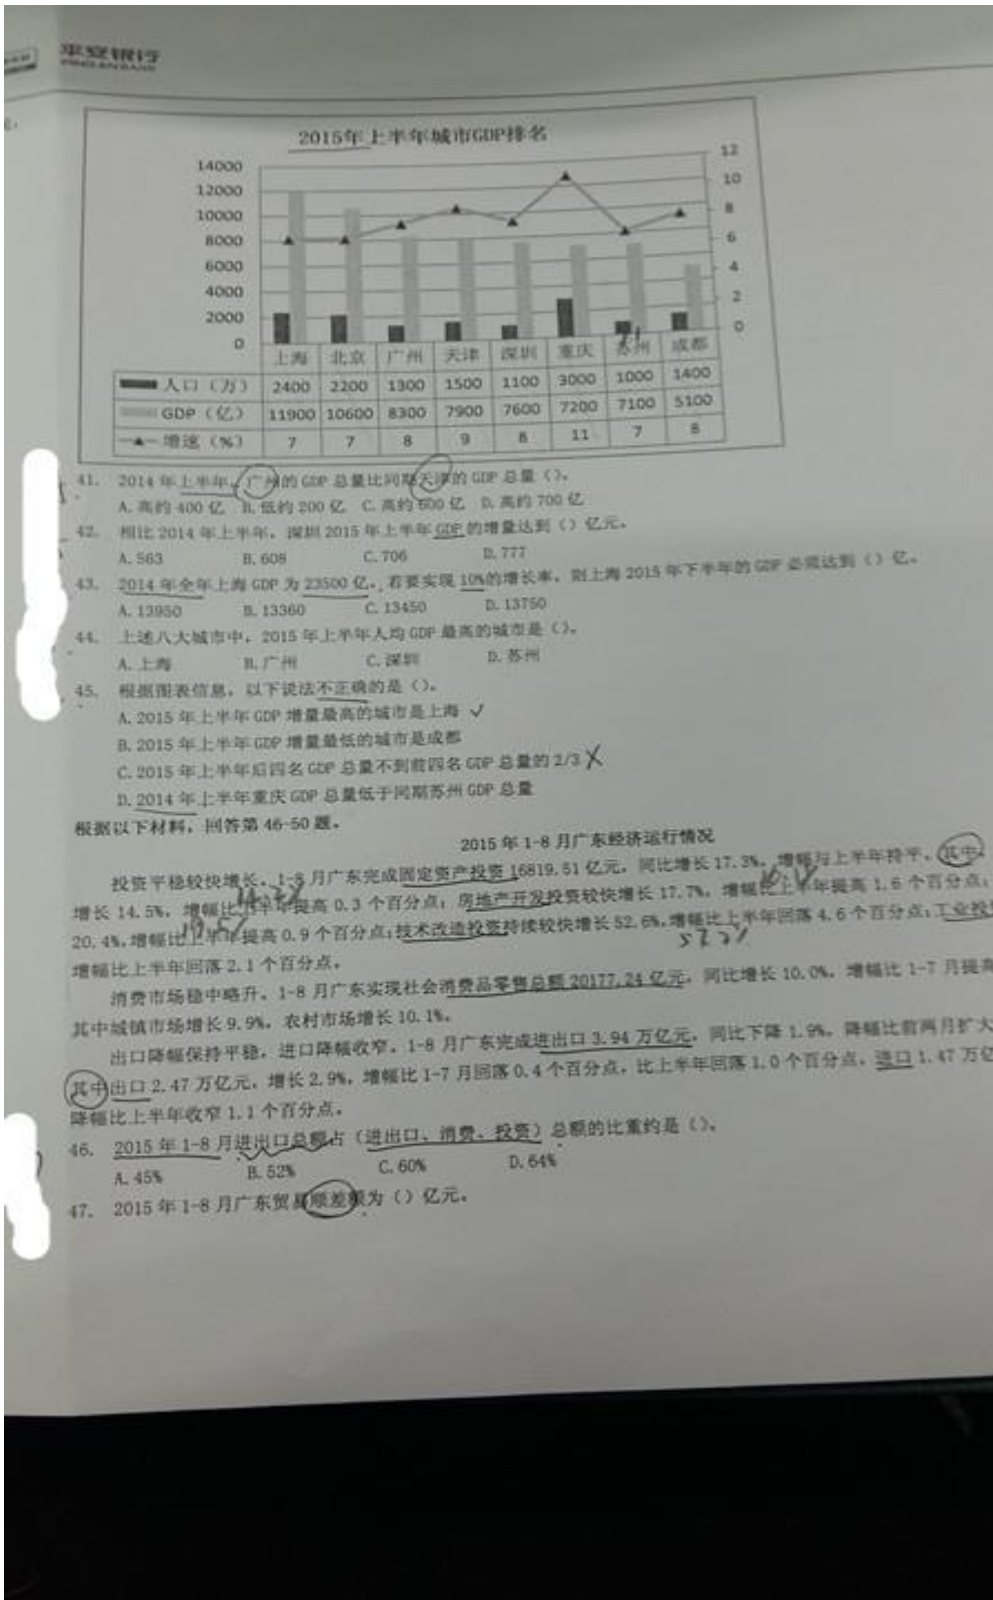 平安银行
PINGAN BANK
2015年上半年城市GDP排名
14000
12000
10000
8000
6000
4000
2000
0
12
10
8
6
4
2
0
上海 北京 广州 天津 深圳 重庆 苏州 成都
人口（万） 2400 2200 1300 1500 1100 3000 1000 1400
GDP（亿） 11900 10600 8300 7900 7600 7200 7100 5100
增速（%） 7 7 8 9 8 11 7 8
41. 2014年上半年，广州的GDP总量比同期天津的GDP总量（）。
A. 高约400亿 B. 低约200亿 C. 高约600亿 D. 高约700亿
42. 相比2014年上半年，深圳2015年上半年GDP的增量达到（）亿元。
A. 563 B. 608 C. 706 D. 777
43. 2014年全年上海GDP为23500亿，若要实现10%的增长率，则上海2015年下半年的GDP必须达到（）亿。
A. 13950 B. 13360 C. 13450 D. 13750
44. 上述八大城市中，2015年上半年人均GDP最高的城市是（）。
A. 上海 B. 广州 C. 深圳 D. 苏州
45. 根据图表信息，以下说法不正确的是（）。
A. 2015年上半年GDP增量最高的城市是上海 √
B. 2015年上半年GDP增量最低的城市是成都
C. 2015年上半年后四名GDP总量不到前四名GDP总量的2/3 X
D. 2014年上半年重庆GDP总量低于同期苏州GDP总量
根据以下材料，回答第46-50题。
2015年1-8月广东经济运行情况
投资平稳较快增长。1-8月广东完成固定资产投资16819.51亿元，同比增长17.3%，增幅与上半年持平。其中，
增长14.5%，增幅比上半年提高0.3个百分点；房地产开发投资较快增长17.7%，增幅比上半年提高1.6个百分点；
20.4%，增幅比上半年提高0.9个百分点；技术改造投资持续较快增长52.6%，增幅比上半年回落4.6个百分点；工业投
增幅比上半年回落2.1个百分点。
消费市场稳中略升。1-8月广东实现社会消费品零售总额20177.24亿元，同比增长10.0%，增幅比1-7月提高
其中城镇市场增长9.9%，农村市场增长10.1%。
出口降幅保持平稳，进口降幅收窄。1-8月广东完成进出口3.94万亿元，同比下降1.9%，降幅比前两月扩大
其中出口2.47万亿元，增长2.9%，增幅比1-7月回落0.4个百分点，比上半年回落1.0个百分点，进口1.47万亿
降幅比上半年收窄1.1个百分点。
46. 2015年1-8月进出口总额占（进出口、消费、投资）总额的比重约是（）。
A. 45% B. 52% C. 60% D. 64%
47. 2015年1-8月广东贸易顺差额为（）亿元。